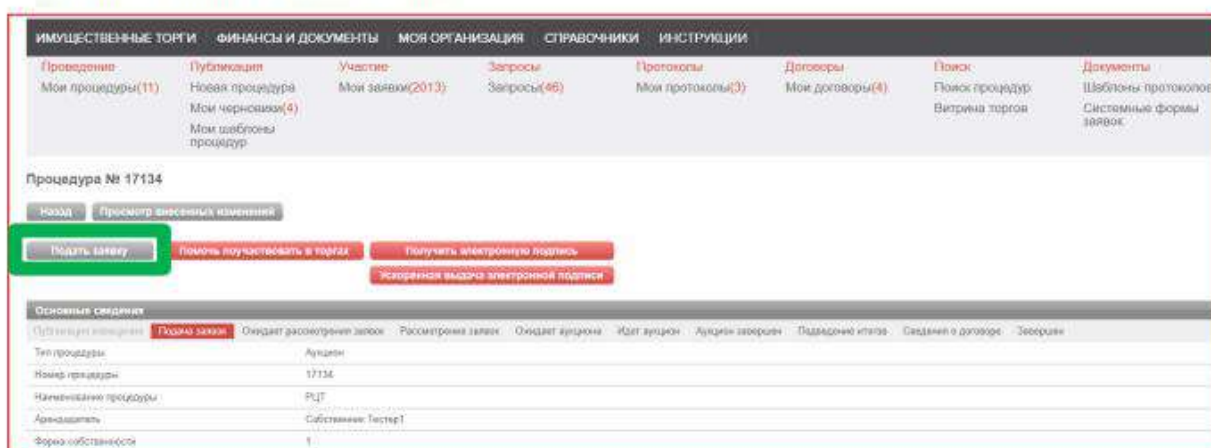 ИМУЩЕСТВЕННЫЕ ТОРГИ ФИНАНСЫ И ДОКУМЕНТЫ МОЯ ОРГАНИЗАЦИЯ СПРАВОЧНИКИ ИНСТРУКЦИИ
Проведение Публикация Участие Запросы Протоколы Договоры Поиск Документы
Мои процедуры(11) Новая процедура Мои заявки(2013) Запросы(46) Мои протоколы(3) Мои договоры(4) Поиск процедур Шаблоны протоколов
Мои черновики(4) Витрина торгов Системные формы
Мои шаблоны заявок
процедур
Процедура № 17134
Назад Просмотр внесенных изменений
Подать заявку Помочь поучаствовать в торгах Получить электронную подпись
Ускоренная выдача электронной подписи
Основные сведения
Публикация извещения Подача заявок Ожидает рассмотрения заявок Рассмотрение заявок Ожидает аукциона Идет аукцион Аукцион завершен Подведение итогов Сведения о договоре Завершен
Тип процедуры Аукцион
Номер процедуры 17134
Наименование процедуры РЦТ
Арендодатель Собственник Тестер1
Форма собственности 1